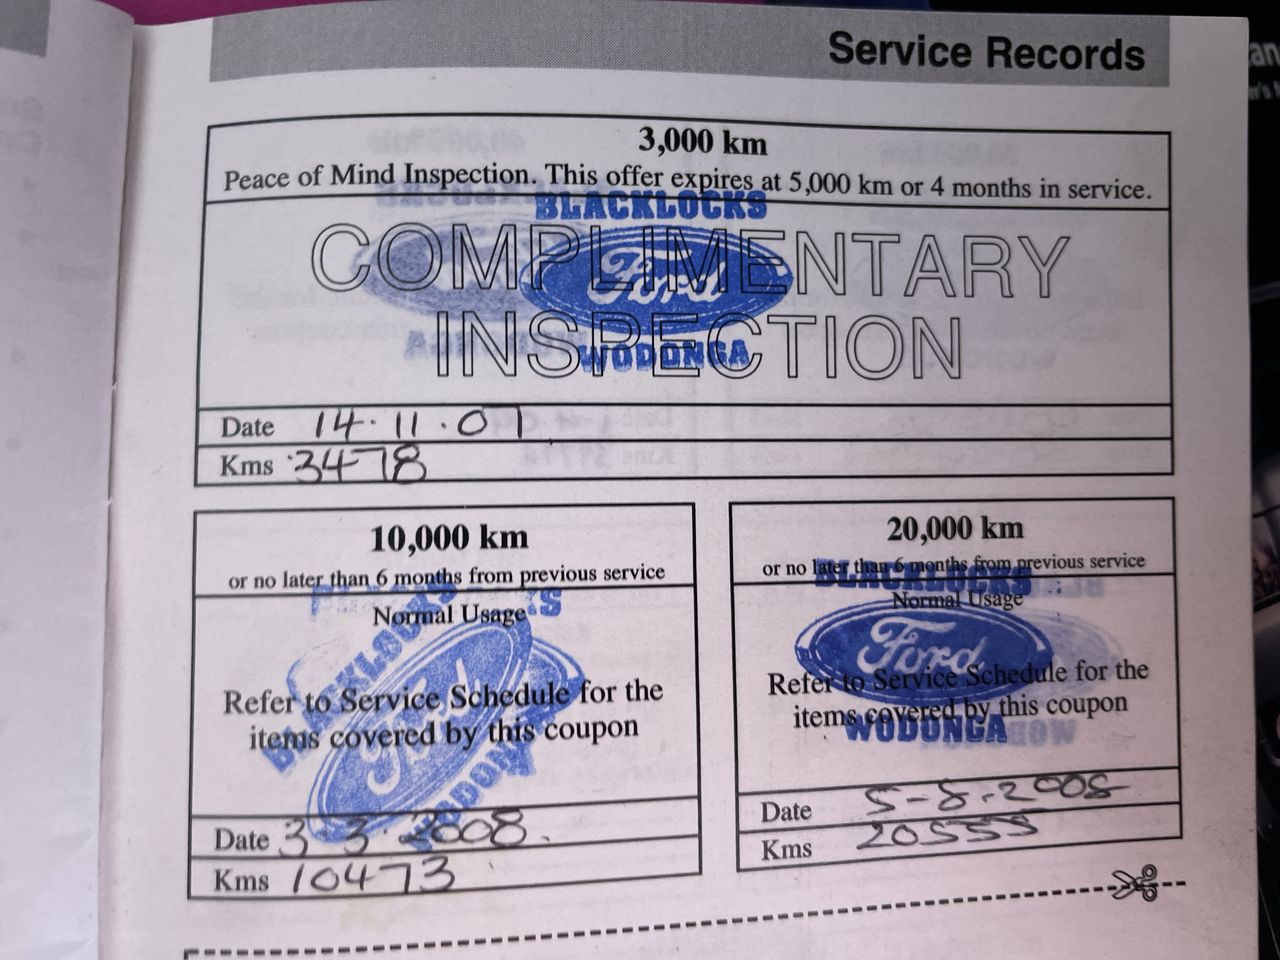 Service Records
3,000 km
Peace of Mind Inspection. This offer expires at 5,000 km or 4 months in service.
BLACKLOCKS
COMPLIMENTARY
Ford
INSPECTION
WODONGA
Date 14.11.07
Kms 3478
10,000 km
or no later than 6 months from previous service
Normal Usage
BLACKLOCKS
Ford
WODONGA
Refer to Service Schedule for the
items covered by this coupon
Date 3.3.2008.
Kms 10473
20,000 km
or no later than 6 months from previous service
BLACKLOCKS
Normal Usage
Ford
Refer to Service Schedule for the
items covered by this coupon
WODONGA
Date 5-8-2008
Kms 20555